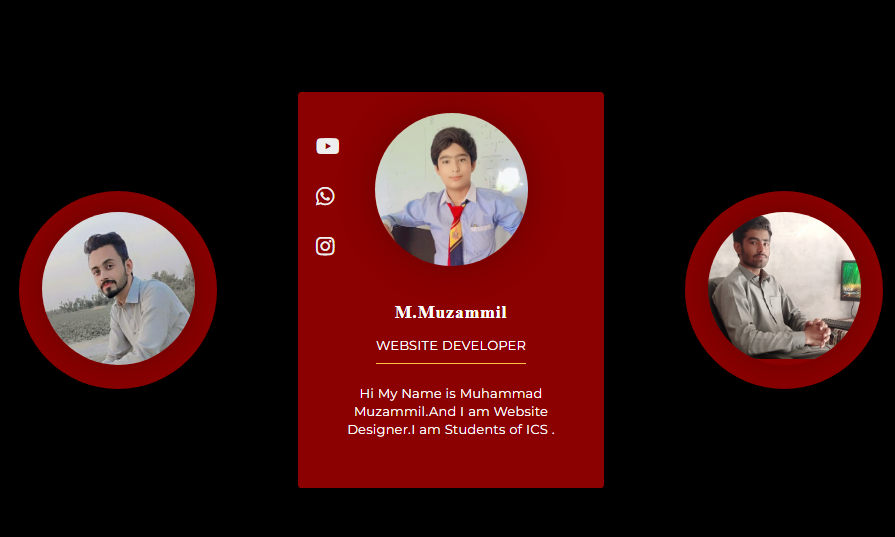 M.Muzammil
WEBSITE DEVELOPER
Hi My Name is Muhammad
Muzammil.And I am Website
Designer.I am Students of ICS .